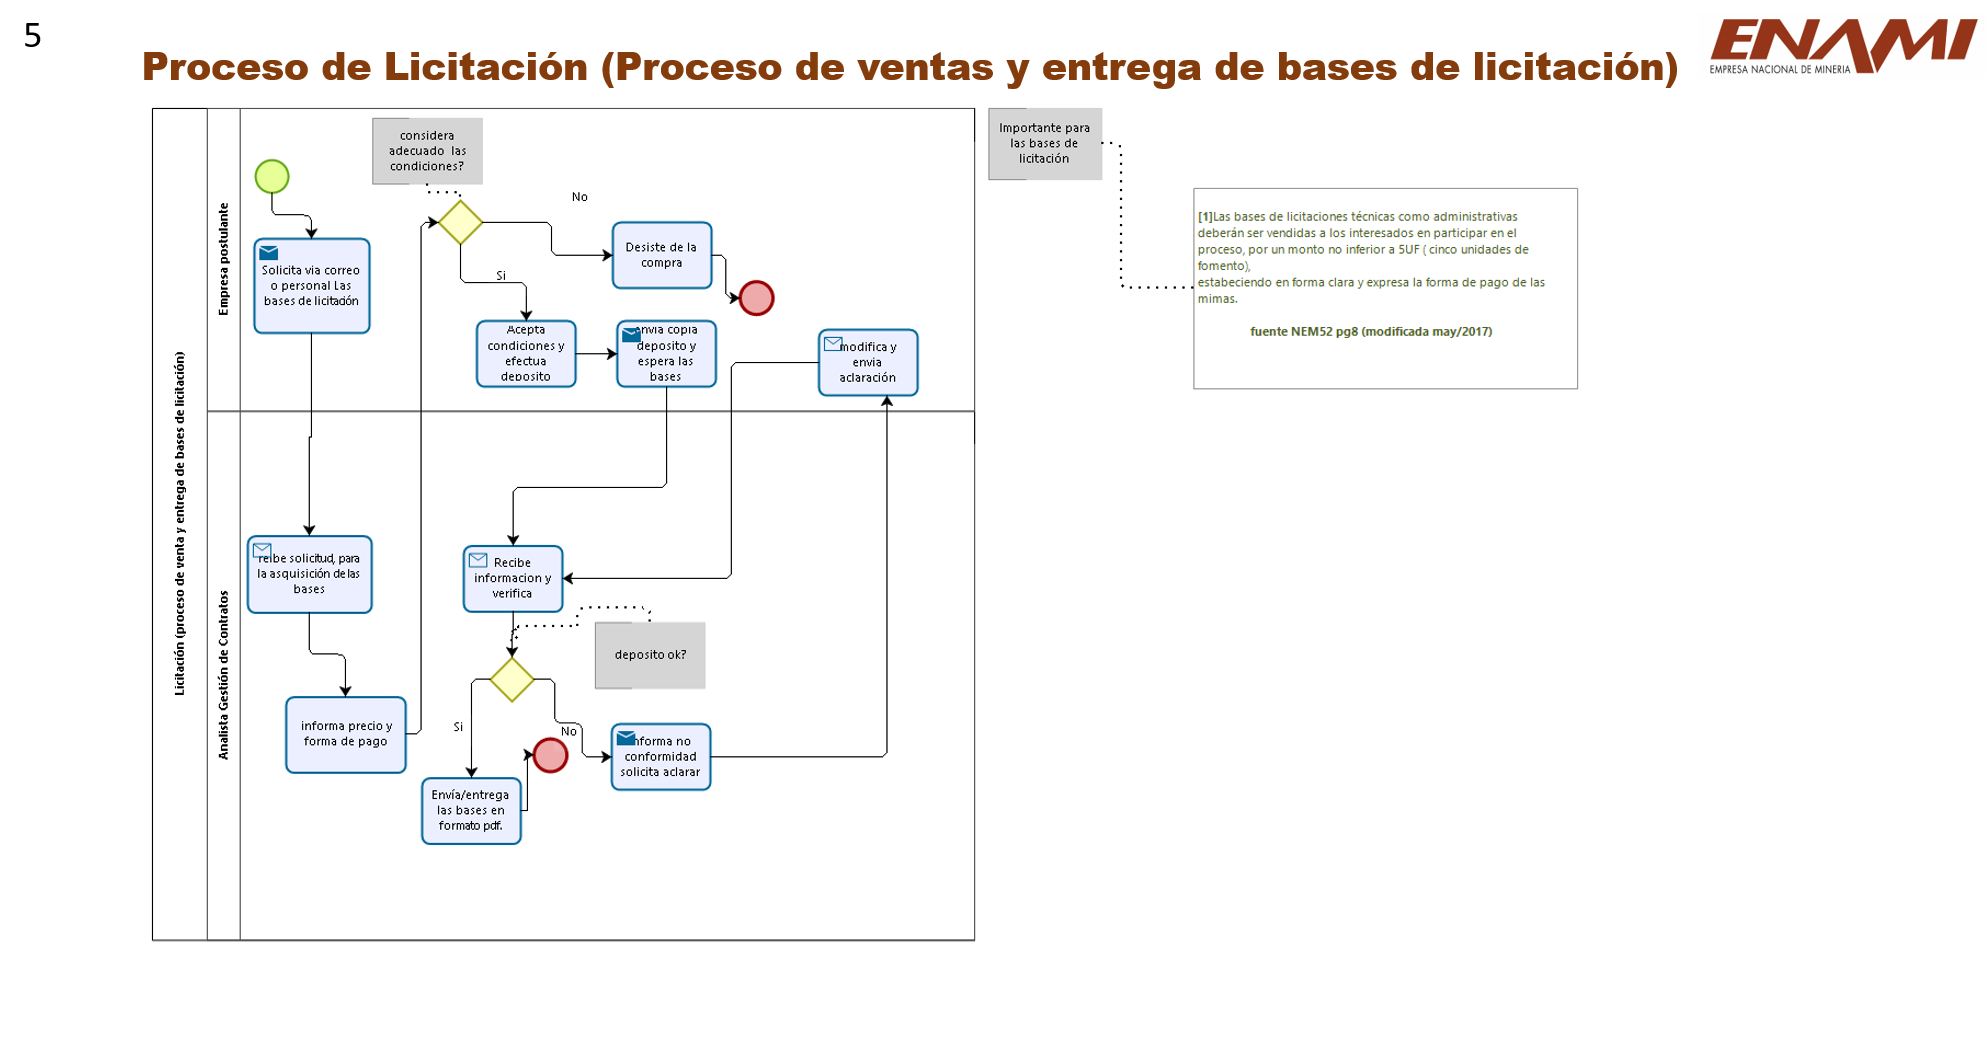 5
Proceso de Licitación (Proceso de ventas y entrega de bases de licitación)
ENAMI
EMPRESA NACIONAL DE MINERIA
Licitación (proceso de venta y entrega de bases de licitación)
Empresa postulante
considera
adecuado las
condiciones?
No
Solicita via correo
o personal Las
bases de licitación
Desiste de la
compra
Si
Acepta
condiciones y
efectua
deposito
envia copia
deposito y
espera las
bases
modifica y
envia
aclaración
Analista Gestión de Contratos
reibe solicitud, para
la asquisición de las
bases
Recibe
informacion y
verifica
deposito ok?
informa precio y
forma de pago
Si
No
informa no
conformidad
solicita aclarar
Envía/entrega
las bases en
formato pdf.
Importante para
las bases de
licitación
[1]Las bases de licitaciones técnicas como administrativas
deberán ser vendidas a los interesados en participar en el
proceso, por un monto no inferior a 5UF ( cinco unidades de
fomento),
estabeciendo en forma clara y expresa la forma de pago de las
mimas.
fuente NEM52 pg8 (modificada may/2017)